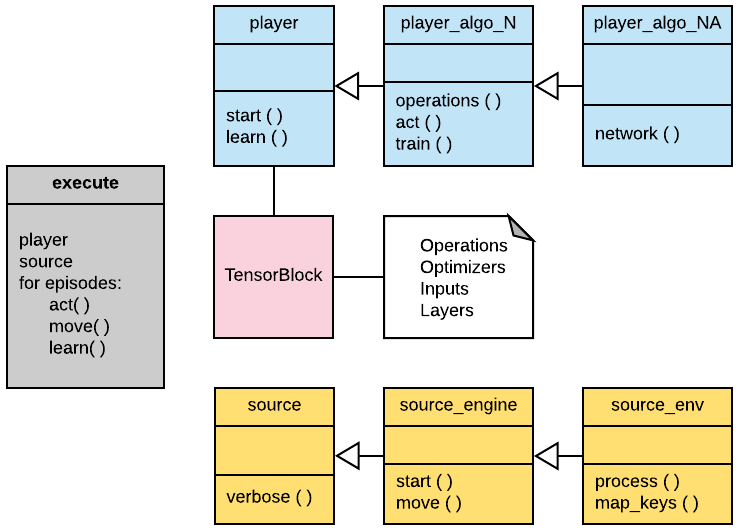 player
start ( )
learn ( )
player_algo_N
operations ( )
act ( )
train ( )
player_algo_NA
network ( )
execute
player
source
for episodes:
act( )
move( )
learn( )
TensorBlock
Operations
Optimizers
Inputs
Layers
source
verbose ( )
source_engine
start ( )
move ( )
source_env
process ( )
map_keys ( )